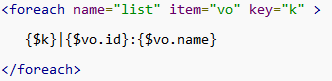 <foreach name="list" item="vo" key="k" >
{$k}|{$vo.id}:{$vo.name}
</foreach>